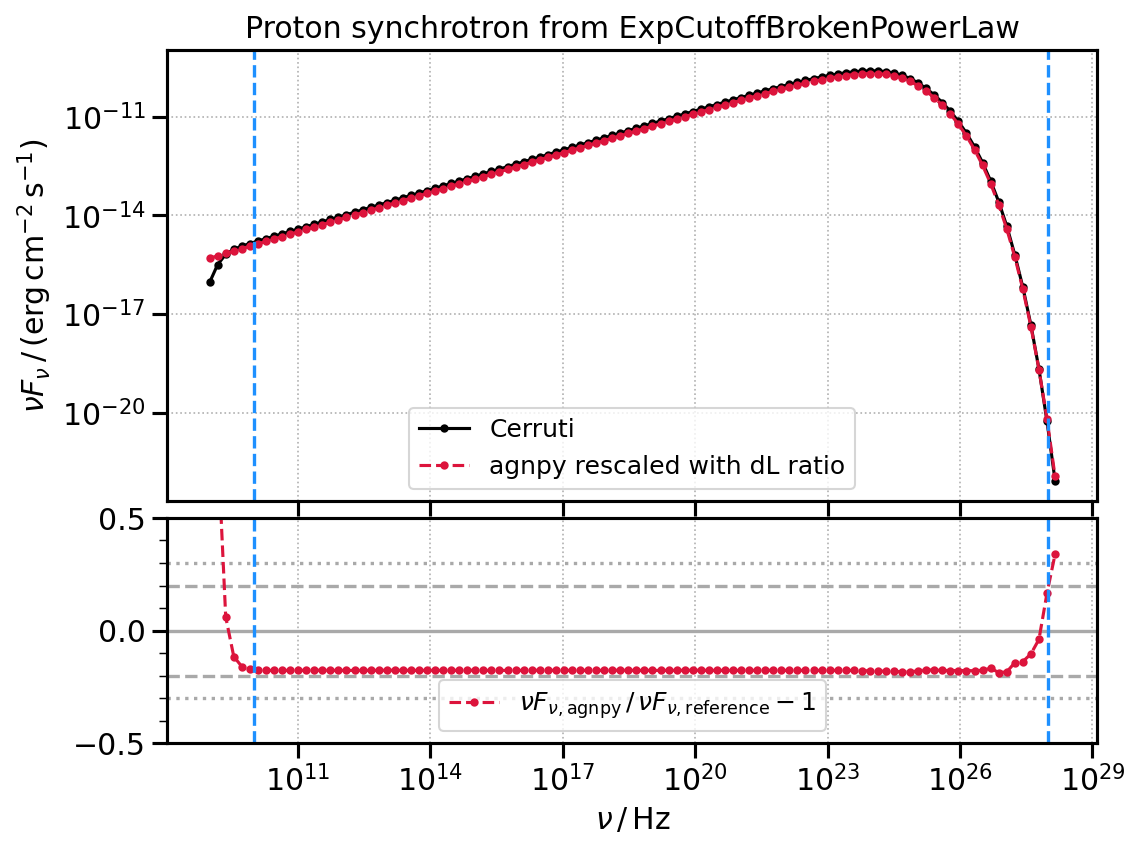 Proton synchrotron from ExpCutoffBrokenPowerLaw
νF_ν / (erg cm⁻² s⁻¹)
10⁻¹¹
10⁻¹⁴
10⁻¹⁷
10⁻²⁰
Cerruti
agnpy rescaled with dL ratio
0.5
0.0
−0.5
νF_ν, agnpy / νF_ν, reference − 1
10¹¹ 10¹⁴ 10¹⁷ 10²⁰ 10²³ 10²⁶ 10²⁹
ν / Hz